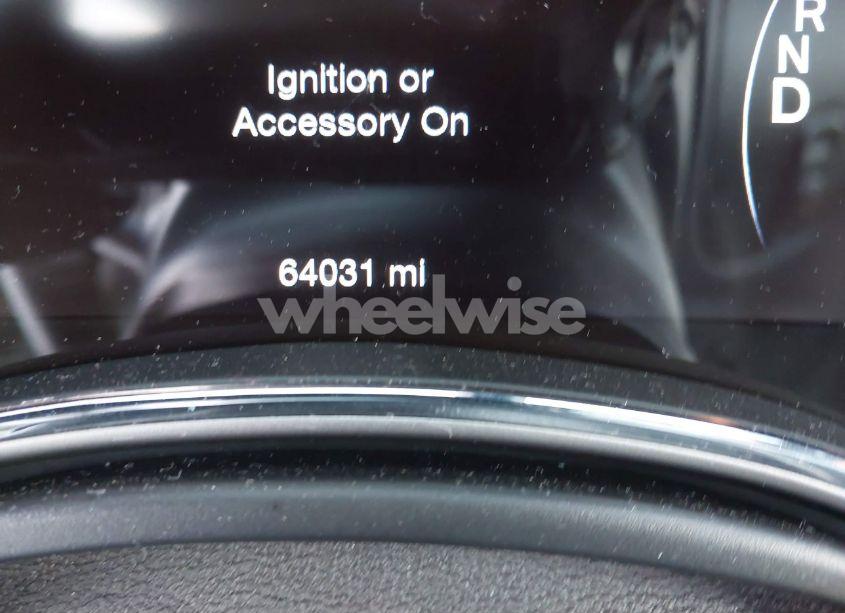 R
N
D
Ignition or
Accessory On
64031 mi
wheelwise